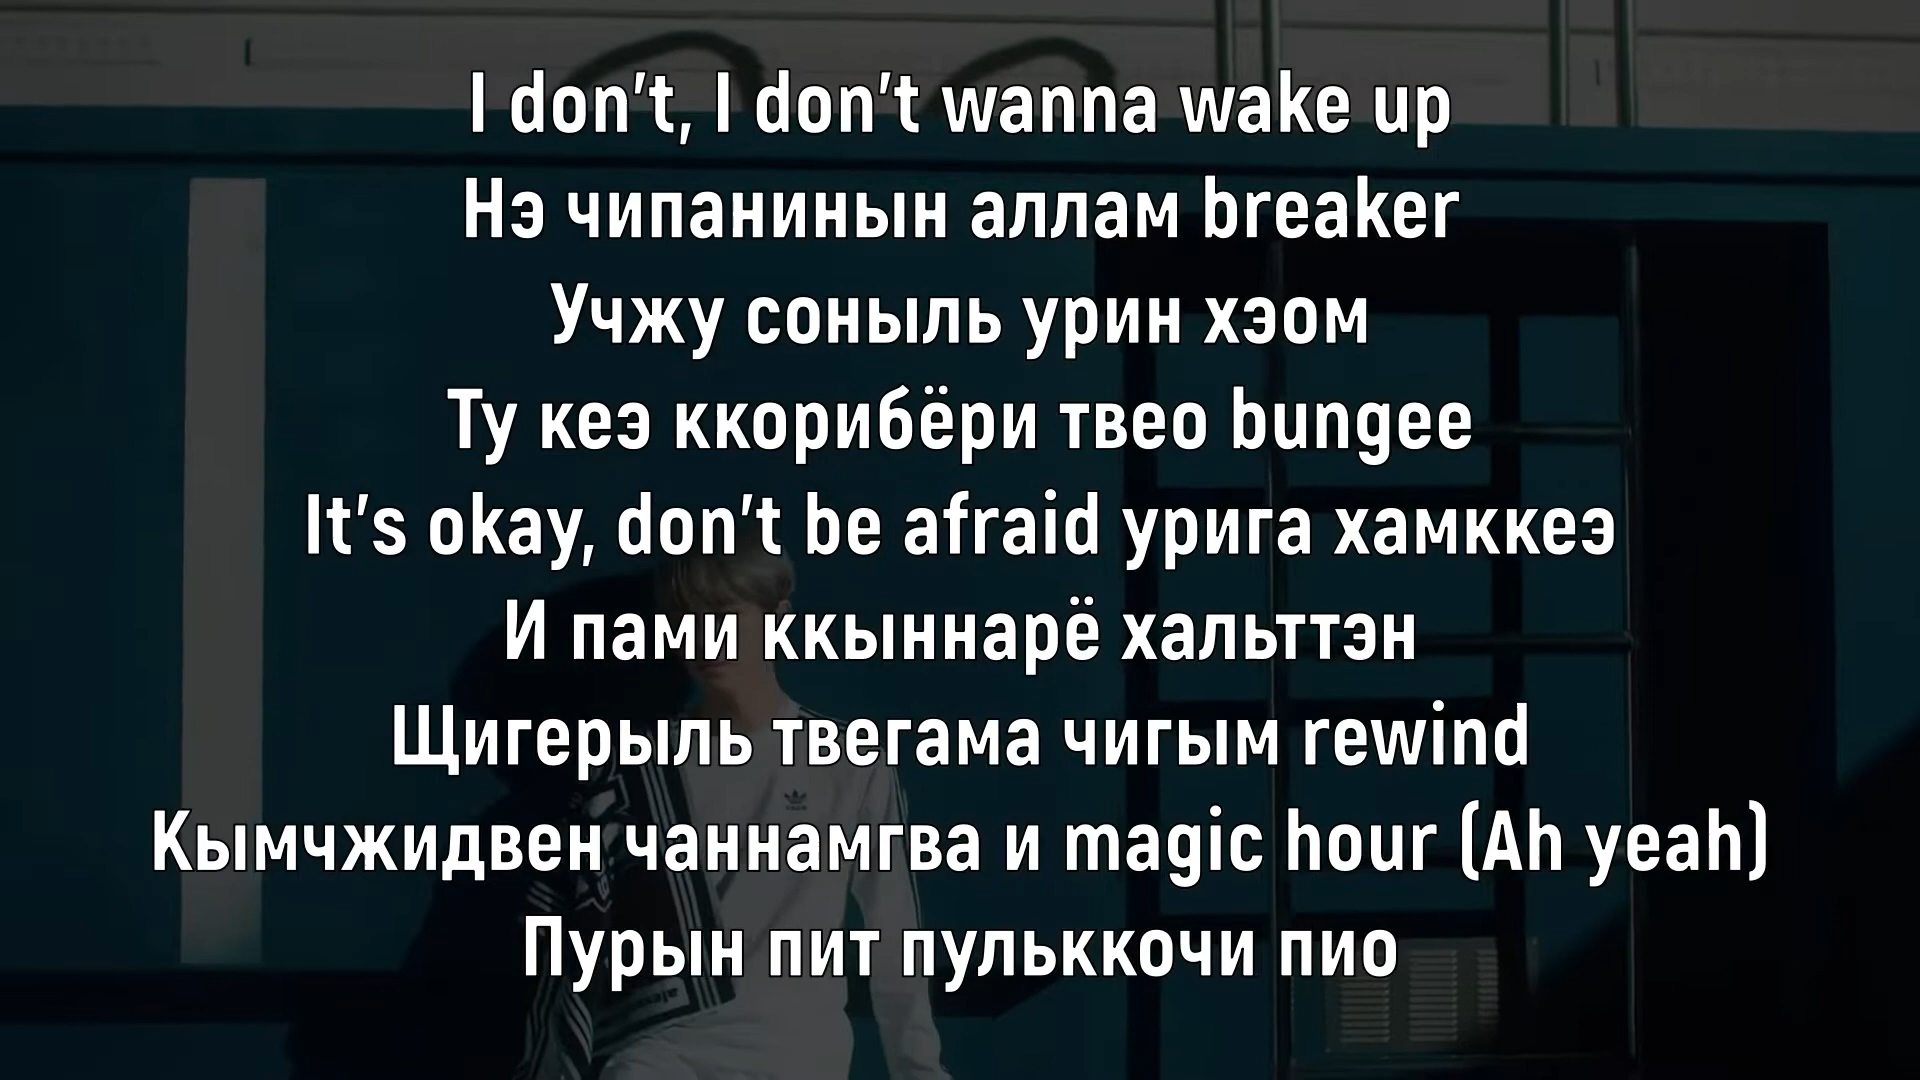 I don't, I don't wanna wake up
Нэ чипанинын аллам breaker
Учжу соныль урин хэом
Ту кеэ ккорибёри твео bungee
It's okay, don't be afraid урига хамккеэ
И пами ккыннарё хальттэн
Щигерыль твегама чигым rewind
Кымчжидвен чаннамгва и magic hour (Ah yeah)
Пурын пит пульккочи пио